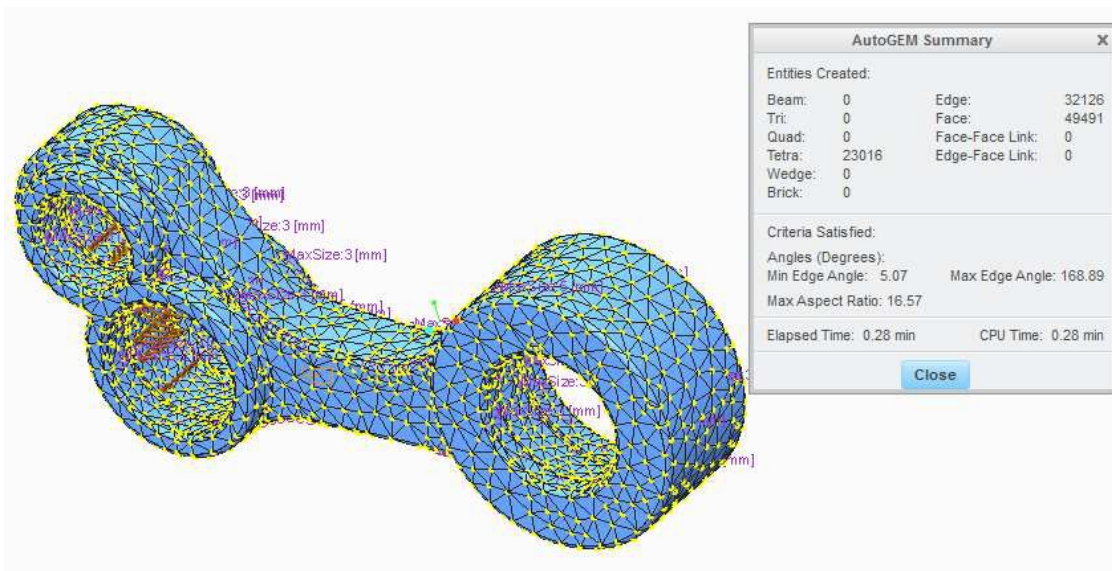 AutoGEM Summary X
Entities Created:
Beam: 0 Edge: 32126
Tri: 0 Face: 49491
Quad: 0 Face-Face Link: 0
Tetra: 23016 Edge-Face Link: 0
Wedge: 0
Brick: 0
Criteria Satisfied:
Angles (Degrees):
Min Edge Angle: 5.07 Max Edge Angle: 168.89
Max Aspect Ratio: 16.57
Elapsed Time: 0.28 min CPU Time: 0.28 min
Close
ize:3 [mm]
MaxSize:3 [mm]